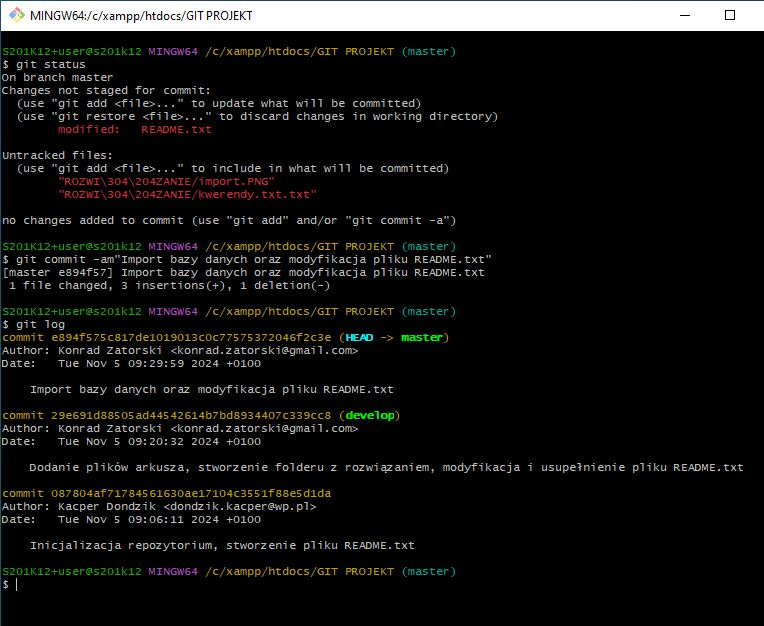 MINGW64:/c/xampp/htdocs/GIT PROJEKT
S201K12+user@s201k12 MINGW64 /c/xampp/htdocs/GIT PROJEKT (master)
$ git status
On branch master
Changes not staged for commit:
  (use "git add <file>..." to update what will be committed)
  (use "git restore <file>..." to discard changes in working directory)
        modified:   README.txt

Untracked files:
  (use "git add <file>..." to include in what will be committed)
        "ROZWI\304\204ZANIE/import.PNG"
        "ROZWI\304\204ZANIE/kwerendy.txt.txt"

no changes added to commit (use "git add" and/or "git commit -a")

S201K12+user@s201k12 MINGW64 /c/xampp/htdocs/GIT PROJEKT (master)
$ git commit -am"Import bazy danych oraz modyfikacja pliku README.txt"
[master e894f57] Import bazy danych oraz modyfikacja pliku README.txt
 1 file changed, 3 insertions(+), 1 deletion(-)

S201K12+user@s201k12 MINGW64 /c/xampp/htdocs/GIT PROJEKT (master)
$ git log
commit e894f575c817de1019013c0c77575372046f2c3e (HEAD -> master)
Author: Konrad Zatorski <konrad.zatorski@gmail.com>
Date:   Tue Nov 5 09:29:59 2024 +0100

    Import bazy danych oraz modyfikacja pliku README.txt

commit 29e691d88505ad44542614b7bd8934407c339cc8 (develop)
Author: Konrad Zatorski <konrad.zatorski@gmail.com>
Date:   Tue Nov 5 09:20:32 2024 +0100

    Dodanie plików arkusza, stworzenie folderu z rozwiązaniem, modyfikacja i usupełnienie pliku README.txt

commit 087804af71784561630ae17104c3551f88e5d1da
Author: Kacper Dondzik <dondzik.kacper@wp.pl>
Date:   Tue Nov 5 09:06:11 2024 +0100

    Inicjalizacja repozytorium, stworzenie pliku README.txt

S201K12+user@s201k12 MINGW64 /c/xampp/htdocs/GIT PROJEKT (master)
$